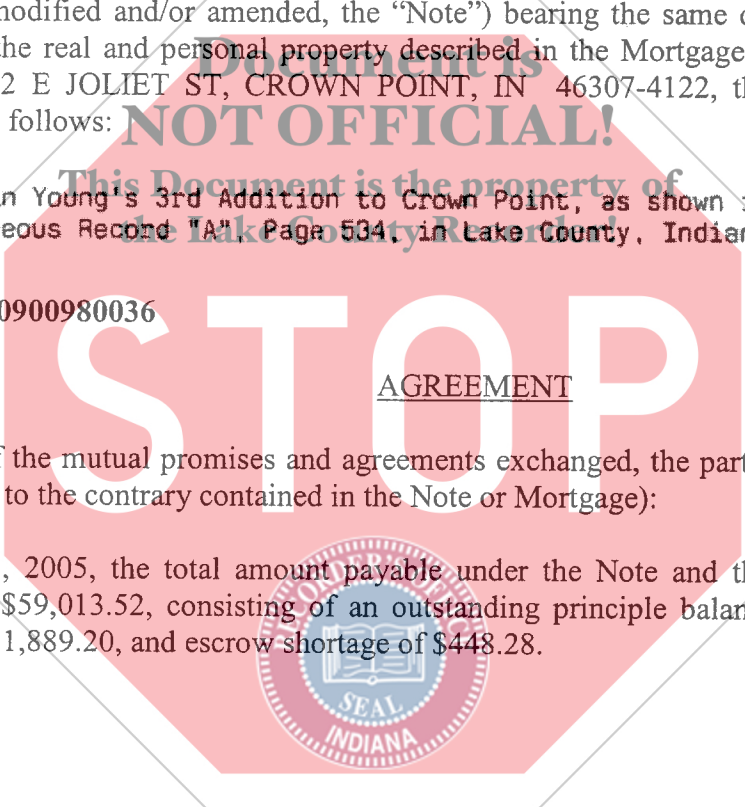 nodified and/or amended, the “Note”) bearing the same
the real and personal property described in the Mortgage
Document is
2 E JOLIET ST, CROWN POINT, IN 46307-4122, th
follows:
NOT OFFICIAL!
This Document is the property of
n Young's 3rd Addition to Crown Point, as shown
eous Record "A", Page 534, in Lake County, Indian
the Lake County Recorder!
0900980036
STOP
AGREEMENT
f the mutual promises and agreements exchanged, the part
to the contrary contained in the Note or Mortgage):
, 2005, the total amount payable under the Note and th
$59,013.52, consisting of an outstanding principle balan
1,889.20, and escrow shortage of $448.28.
RECORDER'S OFFICE
SEAL
INDIANA